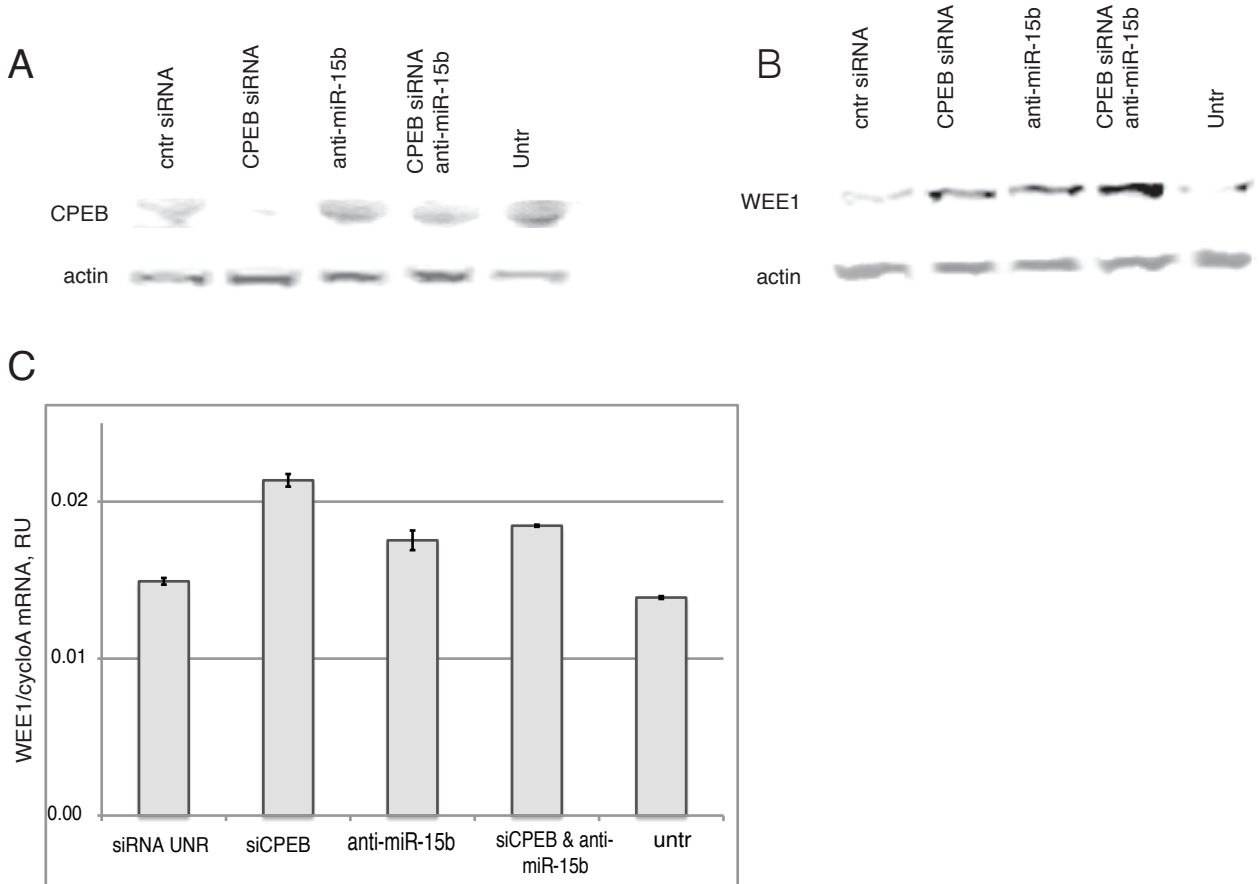 A
cntr siRNA
CPEB siRNA
anti-miR-15b
CPEB siRNA
anti-miR-15b
Untr
CPEB
actin
B
cntr siRNA
CPEB siRNA
anti-miR-15b
CPEB siRNA
anti-miR-15b
Untr
WEE1
actin
C
WEE1/cycloA mRNA, RU
0.02
0.01
0.00
siRNA UNR
siCPEB
anti-miR-15b
siCPEB & anti-
miR-15b
untr